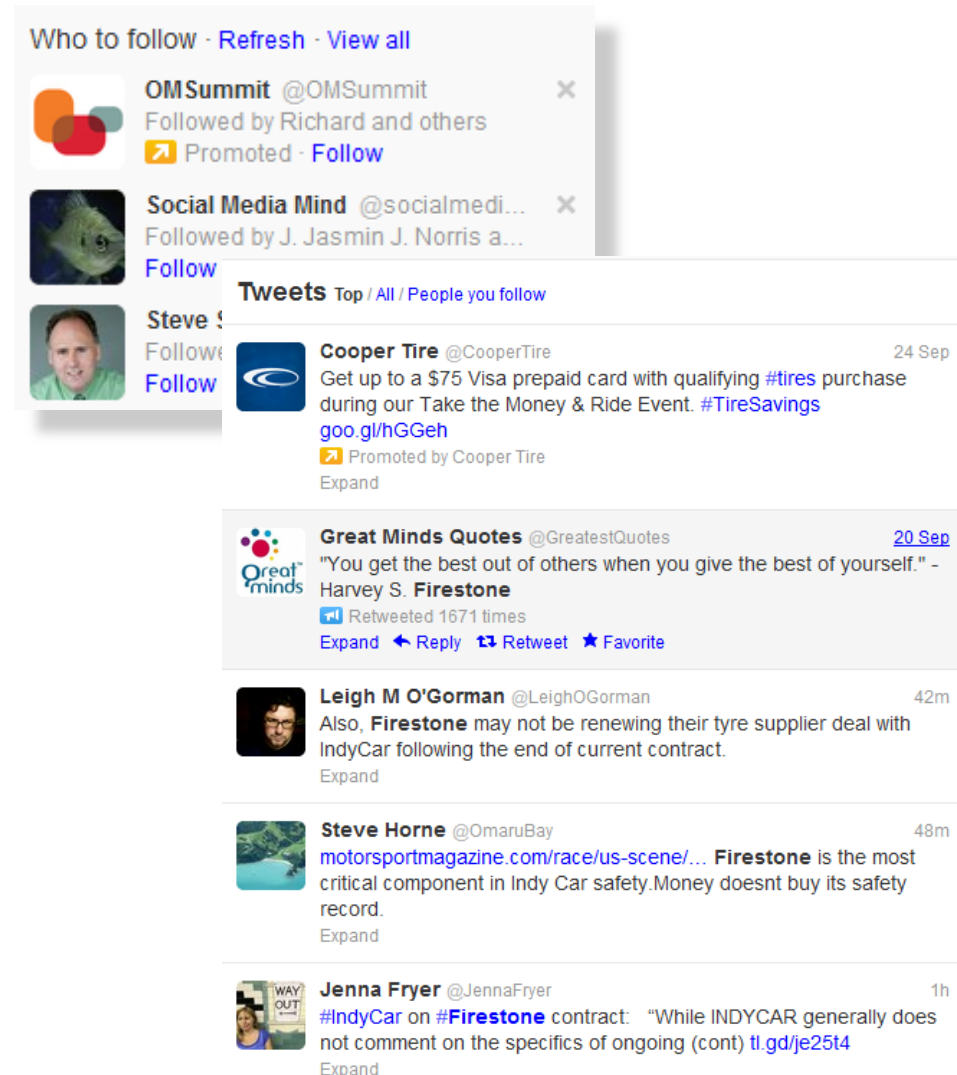 Who to follow · Refresh · View all
OMSummit @OMSummit
Followed by Richard and others
Promoted · Follow
Social Media Mind @socialmedi...
Followed by J. Jasmin J. Norris a...
Follow
Steve
Follow
Tweets Top / All / People you follow
Cooper Tire @CooperTire 24 Sep
Get up to a $75 Visa prepaid card with qualifying #tires purchase
during our Take the Money & Ride Event. #TireSavings
goo.gl/hGGeh
Promoted by Cooper Tire
Expand
Great Minds Quotes @GreatestQuotes 20 Sep
"You get the best out of others when you give the best of yourself." -
Harvey S. Firestone
Retweeted 1671 times
Expand Reply Retweet Favorite
Great minds
Leigh M O'Gorman @LeighOGorman 42m
Also, Firestone may not be renewing their tyre supplier deal with
IndyCar following the end of current contract.
Expand
Steve Horne @OmaruBay 48m
motorsportmagazine.com/race/us-scene/... Firestone is the most
critical component in Indy Car safety.Money doesnt buy its safety
record.
Expand
WAY
OUT
Jenna Fryer @JennaFryer 1h
#IndyCar on #Firestone contract: “While INDYCAR generally does
not comment on the specifics of ongoing (cont) tl.gd/je25t4
Expand